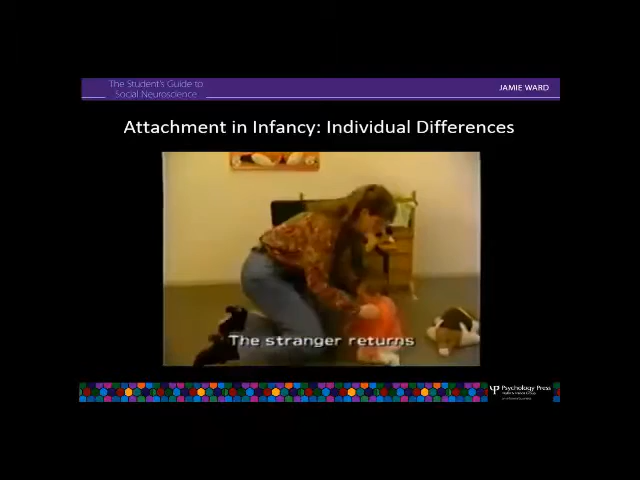 The Student's Guide to
Social Neuroscience
JAMIE WARD
Attachment in Infancy: Individual Differences
The stranger returns
Psychology Press